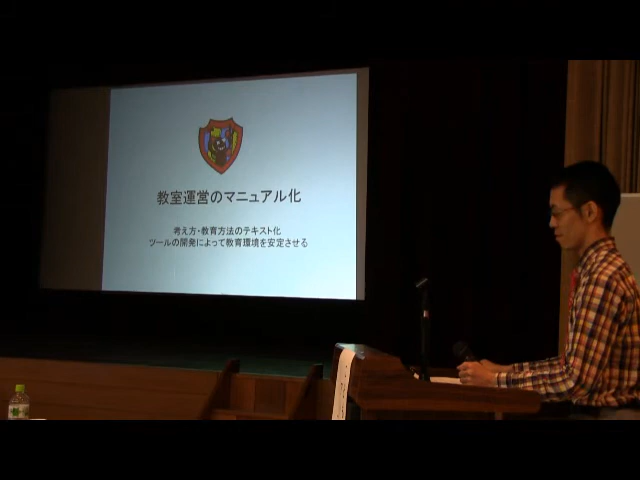 教室運営のマニュアル化
考え方・教育方法のテキスト化
ツールの開発によって教育環境を安定させる